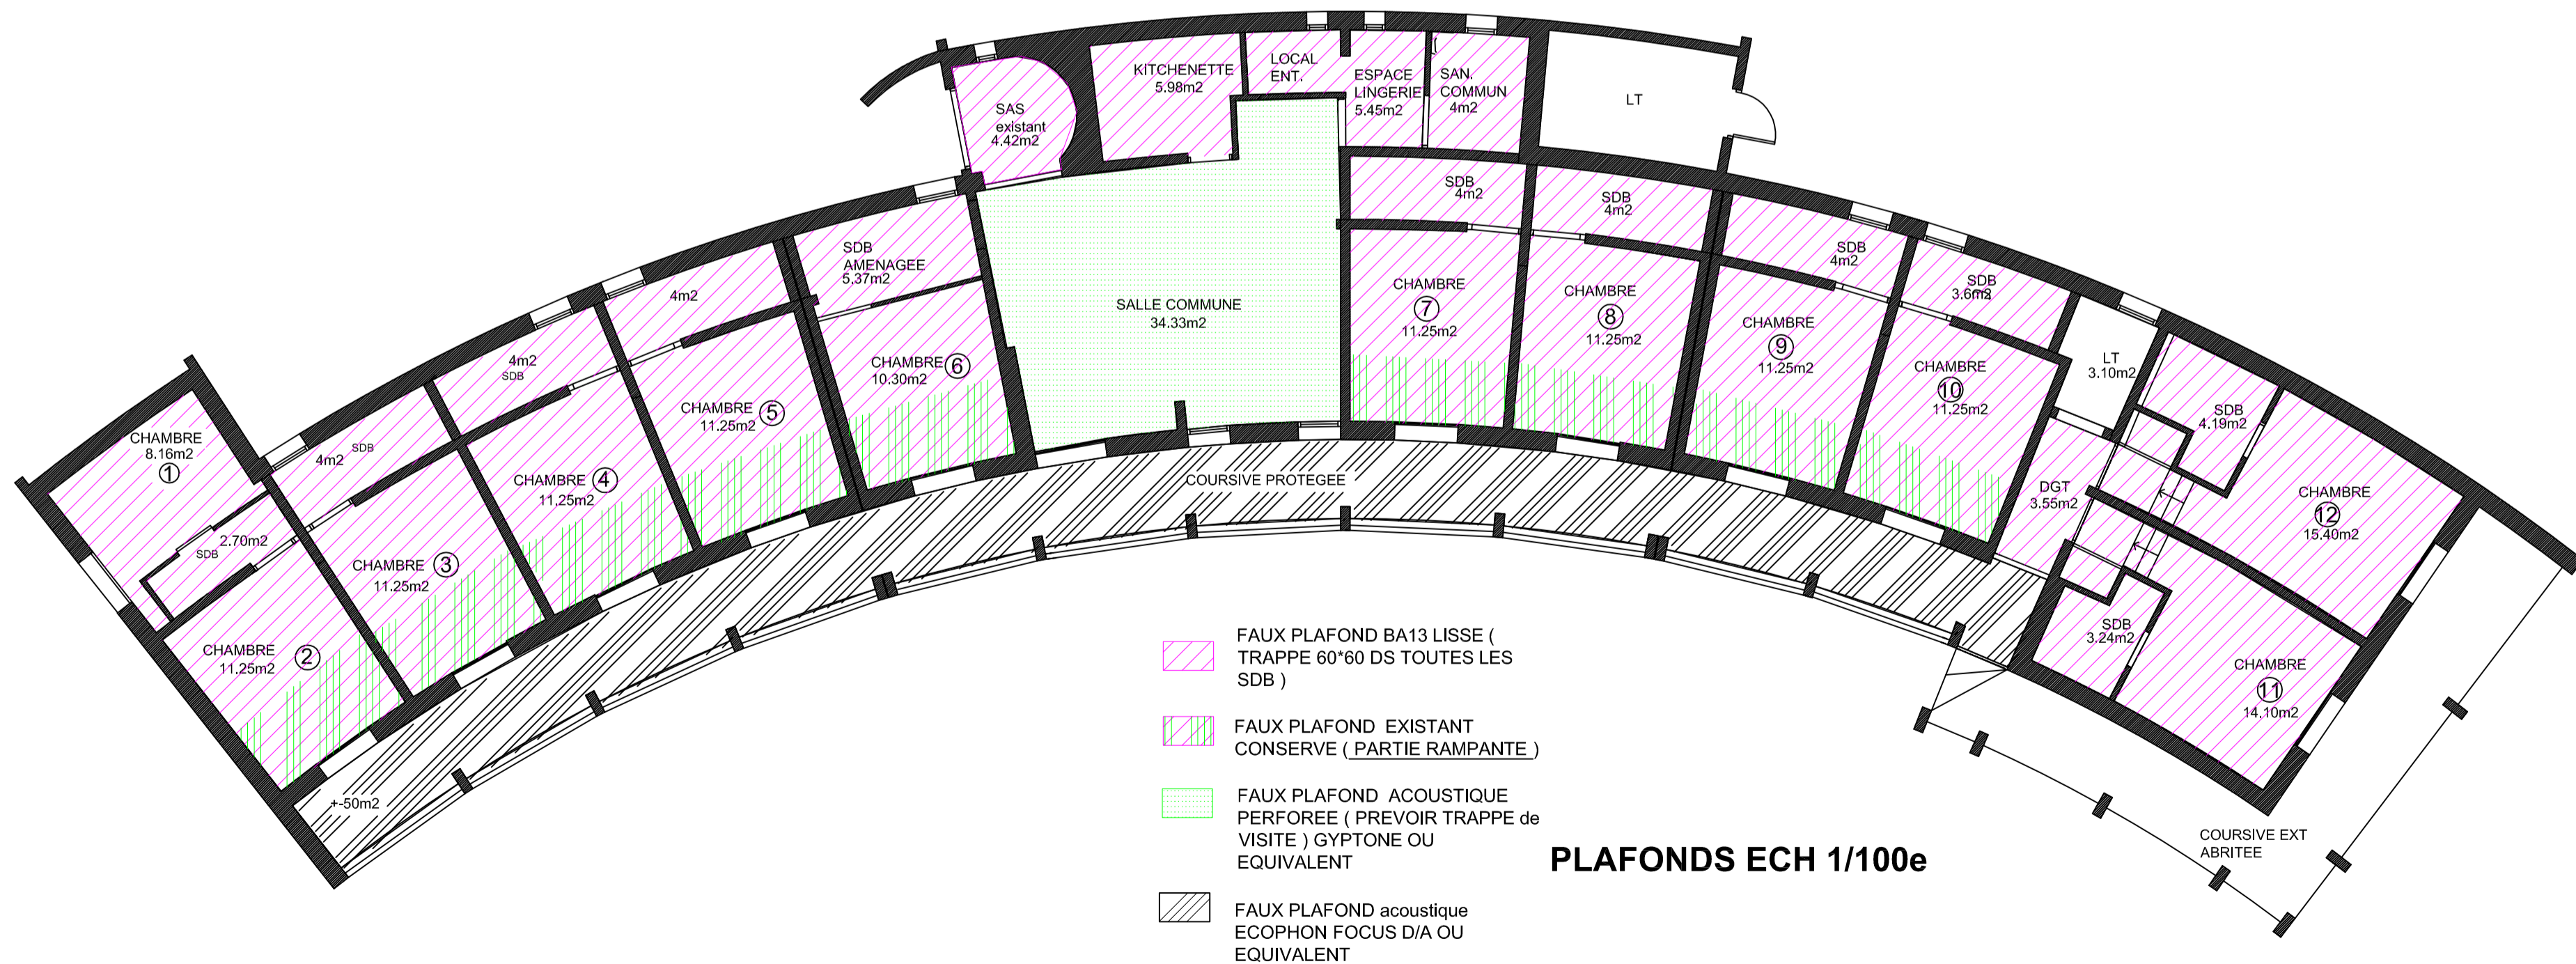 KITCHENETTE
5.98m2
LOCAL
ENT.
ESPACE
LINGERIE
5.45m2
SAN.
COMMUN
4m2
LT
SAS
existant
4.42m2
SDB
4m2
SDB
4m2
SDB
4m2
SDB
3.6m2
LT
3.10m2
SDB
4.19m2
SDB
AMENAGEE
5,37m2
4m2
4m2
SDB
4m2
SDB
SALLE COMMUNE
34.33m2
CHAMBRE
8.16m2
1
2.70m2
SDB
CHAMBRE 2
11.25m2
CHAMBRE 3
11.25m2
CHAMBRE 4
11.25m2
CHAMBRE 5
11.25m2
CHAMBRE 6
10.30m2
CHAMBRE
7
11.25m2
CHAMBRE
8
11.25m2
CHAMBRE
9
11.25m2
CHAMBRE
10
11.25m2
DGT
3.55m2
CHAMBRE
12
15.40m2
SDB
3.24m2
CHAMBRE
11
14.10m2
COURSIVE PROTEGEE
+-50m2
COURSIVE EXT
ABRITEE
FAUX PLAFOND BA13 LISSE (
TRAPPE 60*60 DS TOUTES LES
SDB )
FAUX PLAFOND EXISTANT
CONSERVE ( PARTIE RAMPANTE )
FAUX PLAFOND ACOUSTIQUE
PERFOREE ( PREVOIR TRAPPE de
VISITE ) GYPTONE OU
EQUIVALENT
FAUX PLAFOND acoustique
ECOPHON FOCUS D/A OU
EQUIVALENT
PLAFONDS ECH 1/100e